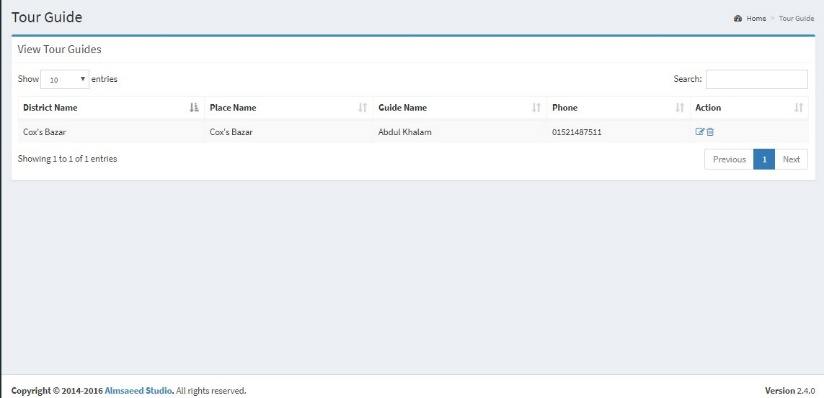 Tour Guide
Home > Tour Guide
View Tour Guides
Show 10 entries Search:
District Name Place Name Guide Name Phone Action
Cox's Bazar Cox's Bazar Abdul Khalam 01521487511
Showing 1 to 1 of 1 entries Previous 1 Next
Copyright © 2014-2016 Almsaeed Studio. All rights reserved. Version 2.4.0